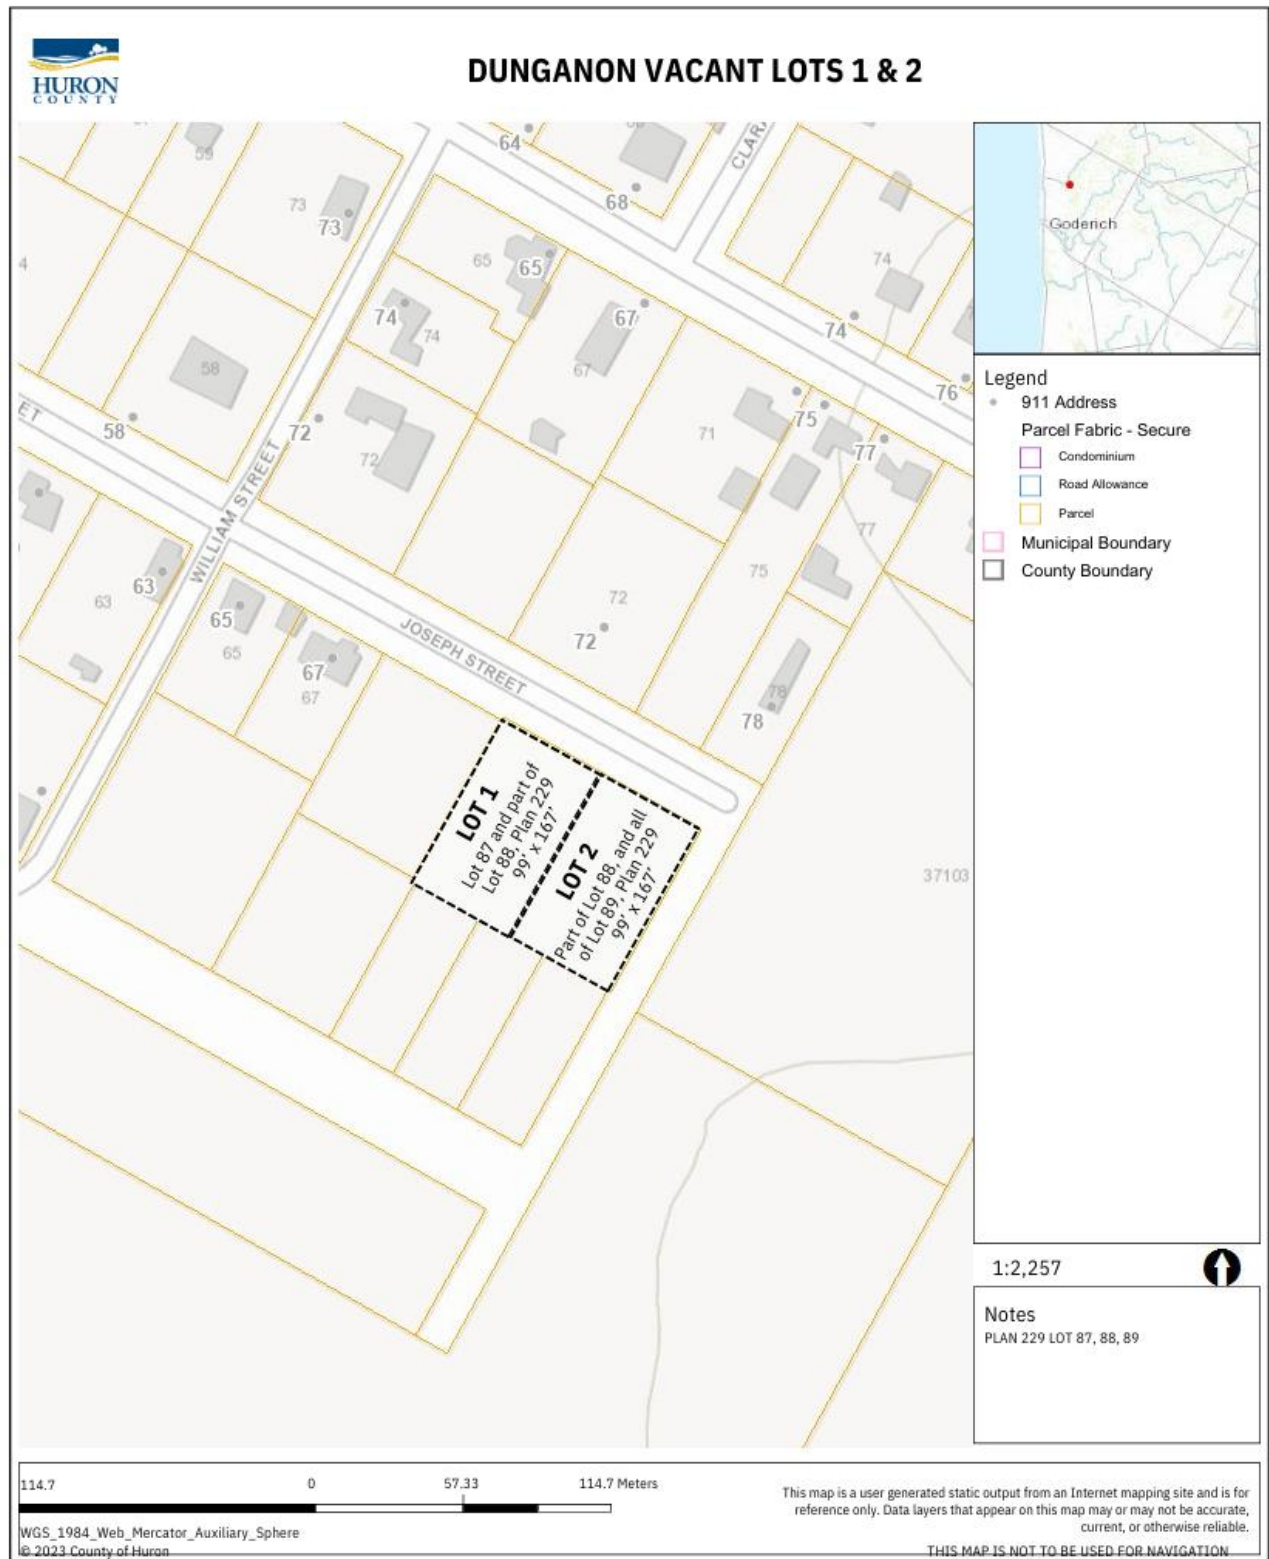 HURON
COUNTY
DUNGANON VACANT LOTS 1 & 2
59
64
68
73
73
4
65
65
74
74
67
67
74
74
76
58
58
ET
72
72
71
75
77
77
75
WILLIAM STREET
63
63
65
65
67
67
JOSEPH STREET
72
72
78
78
LOT 1
Lot 87 and part of
Lot 88, Plan 229
99' x 167'
LOT 2
Part of Lot 88, and all
of Lot 89, Plan 229
99' x 167'
37103
Goderich
Legend
911 Address
Parcel Fabric - Secure
Condominium
Road Allowance
Parcel
Municipal Boundary
County Boundary
1:2,257
Notes
PLAN 229 LOT 87, 88, 89
114.7
0
57.33
114.7 Meters
WGS_1984_Web_Mercator_Auxiliary_Sphere
© 2023 County of Huron
This map is a user generated static output from an Internet mapping site and is for
reference only. Data layers that appear on this map may or may not be accurate,
current, or otherwise reliable.
THIS MAP IS NOT TO BE USED FOR NAVIGATION